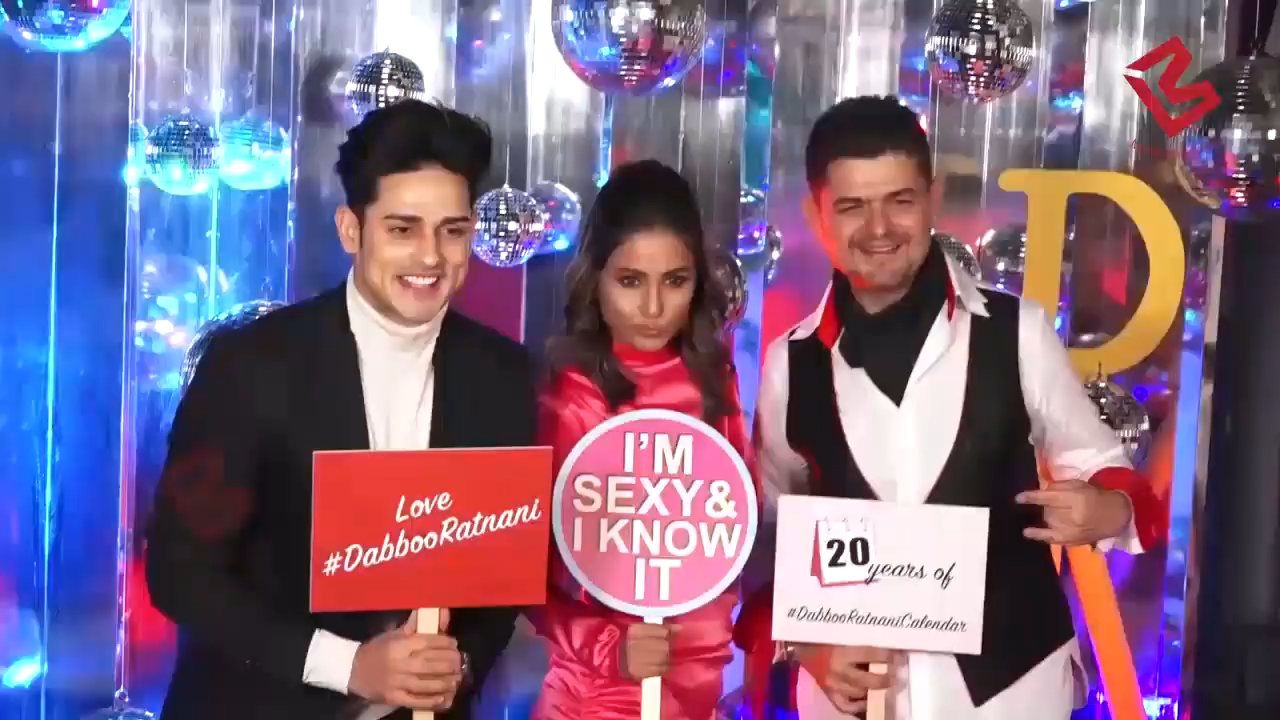 Love
#DabbooRatnani
I'M
SEXY&
I KNOW
IT
20 years of
#DabbooRatnaniCalendar
D